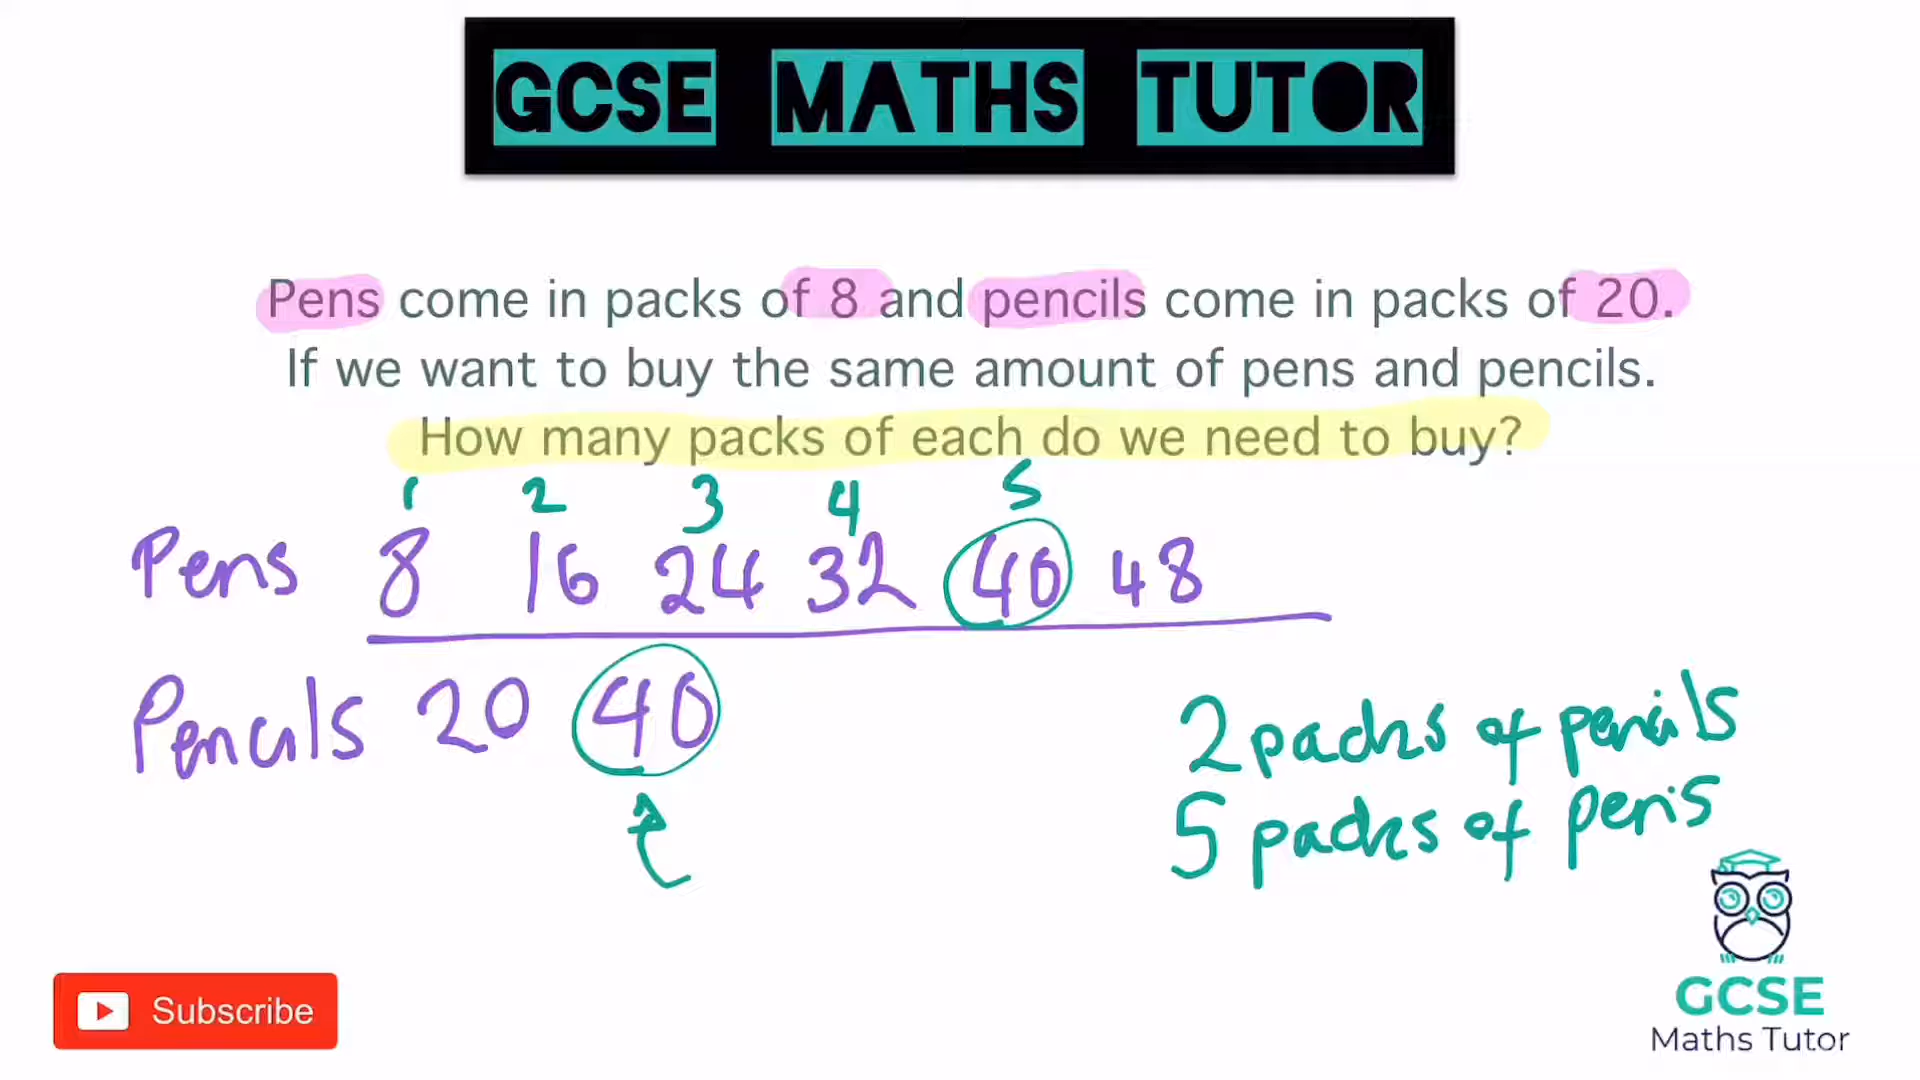 GCSE MATHS TUTOR
Pens come in packs of 8 and pencils come in packs of 20.
If we want to buy the same amount of pens and pencils.
How many packs of each do we need to buy?
1 2 3 4 5
Pens 8 16 24 32 40 48
Pencils 20 40
2 packs of pencils
5 packs of pens
Subscribe
GCSE
Maths Tutor